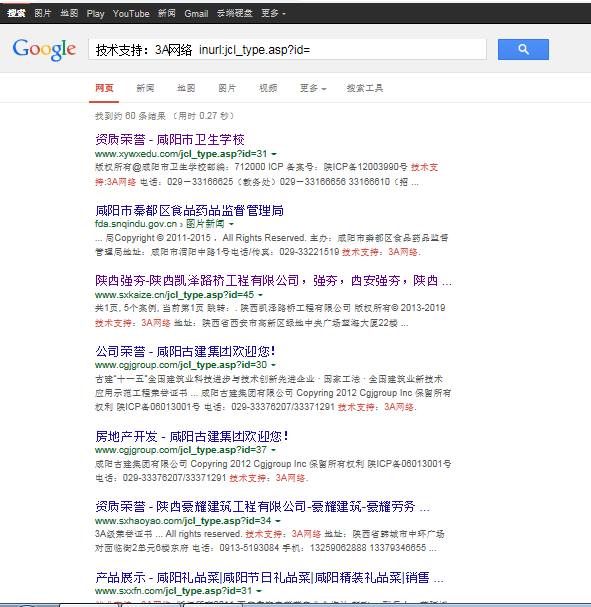 搜索 图片 地图 Play YouTube 新闻 Gmail 云端硬盘 更多
Google 技术支持：3A网络 inurl:jcl_type.asp?id=
网页 新闻 地图 图片 视频 更多 搜索工具
找到约 60 条结果 （用时 0.27 秒）
资质荣誉 - 咸阳市卫生学校
www.xywxedu.com/jcl_type.asp?id=31
版权所有@咸阳市卫生学校邮编：712000 ICP 备案号：陕ICP备12003990号 技术支
持:3A网络 电话：029－33166625（教务处）029－33166656 33166610（招 ...
咸阳市秦都区食品药品监督管理局
fda.snqindu.gov.cn › 图片新闻
... 局Copyright © 2011-2015 ，All Rights Reserved. 主办：咸阳市秦都区食品药品监督
管理局地址：咸阳市渭阳中路1号电话/传真：029-33221519 技术支持：3A网络.
陕西强夯-陕西凯泽路桥工程有限公司，强夯，西安强夯，陕西 ...
www.sxkaize.cn/jcl_type.asp?id=45
共1页, 5个案例, 当前第1页 跳转：. 陕西凯泽路桥工程有限公司 版权所有© 2013-2019
技术支持：3A网络 地址：陕西省西安市高新区绿地中央广场望海大厦22楼 ...
公司荣誉 - 咸阳古建集团欢迎您！
www.cgjgroup.com/jcl_type.asp?id=30
古建"十一五"全国建筑业科技进步与技术创新先进企业 · 国家工法 · 全国建筑业新技术
应用示范工程荣誉证书 ... 咸阳古建集团有限公司 Copyring 2012 Cgjgroup Inc 保留所有
权利 陕ICP备06013001号 电话：029-33376207/33371291 技术支持：3A网络.
房地产开发 - 咸阳古建集团欢迎您！
www.cgjgroup.com/jcl_type.asp?id=37
咸阳古建集团有限公司 Copyring 2012 Cgjgroup Inc 保留所有权利 陕ICP备06013001号
电话：029-33376207/33371291 技术支持：3A网络.
资质荣誉 - 陕西豪耀建筑工程有限公司-豪耀建筑-豪耀劳务 ...
www.sxhaoyao.com/jcl_type.asp?id=34
3A级荣誉证书 ... All rights reserved. 技术支持：3A网络 地址：陕西省韩城市中环广场
对面临街2单元6楼东府 电话：0913-5193084 手机：13259062888 13379346655 ...
产品展示 - 咸阳礼品菜|咸阳节日礼品菜|咸阳精装礼品菜|销售 ...
www.sxxfn.com/jcl_type.asp?id=31